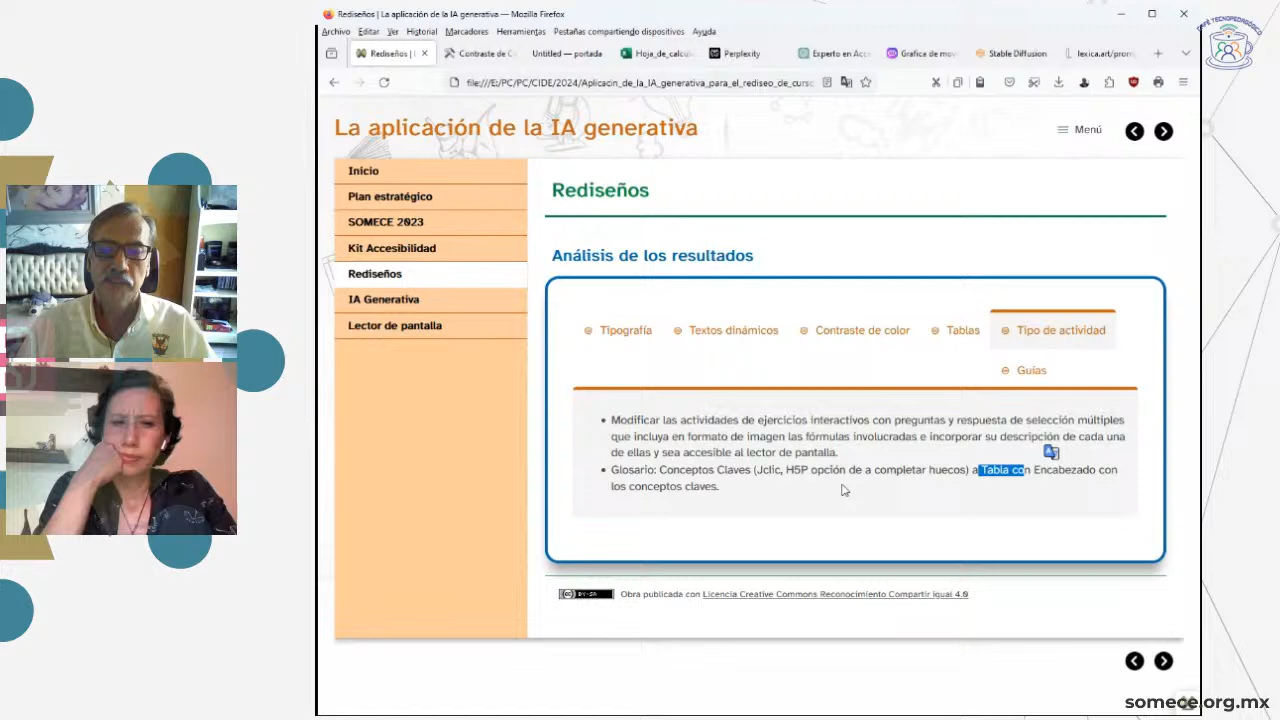 Rediseños | La aplicación de la IA generativa — Mozilla Firefox
Archivo Editar Ver Historial Marcadores Herramientas Pestañas compartiendo dispositivos Ayuda
Rediseños | L
Contraste de C
Untitled — portada
Hoja_de_calcu
Perplexity
Experto en Acc
Grafica de mov
Stable Diffusion
lexica.art/prom
file:///E:/PC/PC/CIDE/2024/Aplicacin_de_la_IA_generativa_para_el_rediseo_de_curso
CAFÉ TECNOPEDAGÓGICO
La aplicación de la IA generativa
Menú
Inicio
Plan estratégico
SOMECE 2023
Kit Accesibilidad
Rediseños
IA Generativa
Lector de pantalla
Rediseños
Análisis de los resultados
Tipografía
Textos dinámicos
Contraste de color
Tablas
Tipo de actividad
Guías
• Modificar las actividades de ejercicios interactivos con preguntas y respuesta de selección múltiples
que incluya en formato de imagen las fórmulas involucradas e incorporar su descripción de cada una
de ellas y sea accesible al lector de pantalla.
• Glosario: Conceptos Claves (Jclic, H5P opción de a completar huecos) a Tabla con Encabezado con
los conceptos claves.
cc BY-SA
Obra publicada con Licencia Creative Commons Reconocimiento Compartir igual 4.0
somece.org.mx